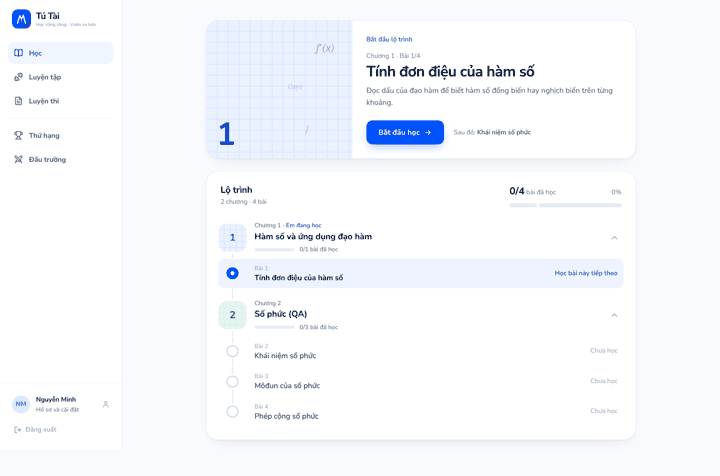 Tú Tài
Học
Luyện tập
Luyện thi
Thứ hạng
Đấu trường
NM
Nguyễn Minh
Hồ sơ và cài đặt
Đăng xuất
f'(x)
1
Bắt đầu lộ trình
Chương 1 · Bài 1/4
Tính đơn điệu của hàm số
Đọc dấu của đạo hàm để biết hàm số đồng biến hay nghịch biến trên từng
khoảng.
Bắt đầu học →
Sau đó: Khái niệm số phức
Lộ trình
2 chương · 4 bài
0/4 bài đã học
0%
1
Chương 1 · Em đang học
Hàm số và ứng dụng đạo hàm
0/1 bài đã học
Bài 1
Tính đơn điệu của hàm số
Học bài này tiếp theo
2
Chương 2
Số phức (QA)
0/3 bài đã học
Bài 2
Khái niệm số phức
Chưa học
Bài 3
Môđun của số phức
Chưa học
Bài 4
Phép cộng số phức
Chưa học